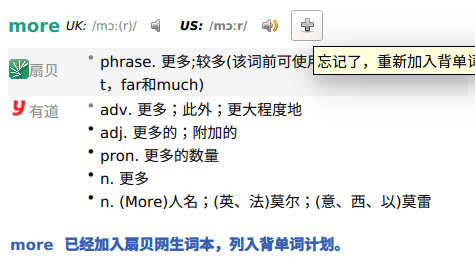 more UK: /mɔː(r)/ US: /mɔːr/
忘记了，重新加入背单词
扇贝 • phrase. 更多;较多(该词前可使用
t，far和much)
有道 • adv. 更多；此外；更大程度地
• adj. 更多的；附加的
• pron. 更多的数量
• n. 更多
• n. (More)人名；(英、法)莫尔；(意、西、以)莫雷
more 已经加入扇贝网生词本，列入背单词计划。